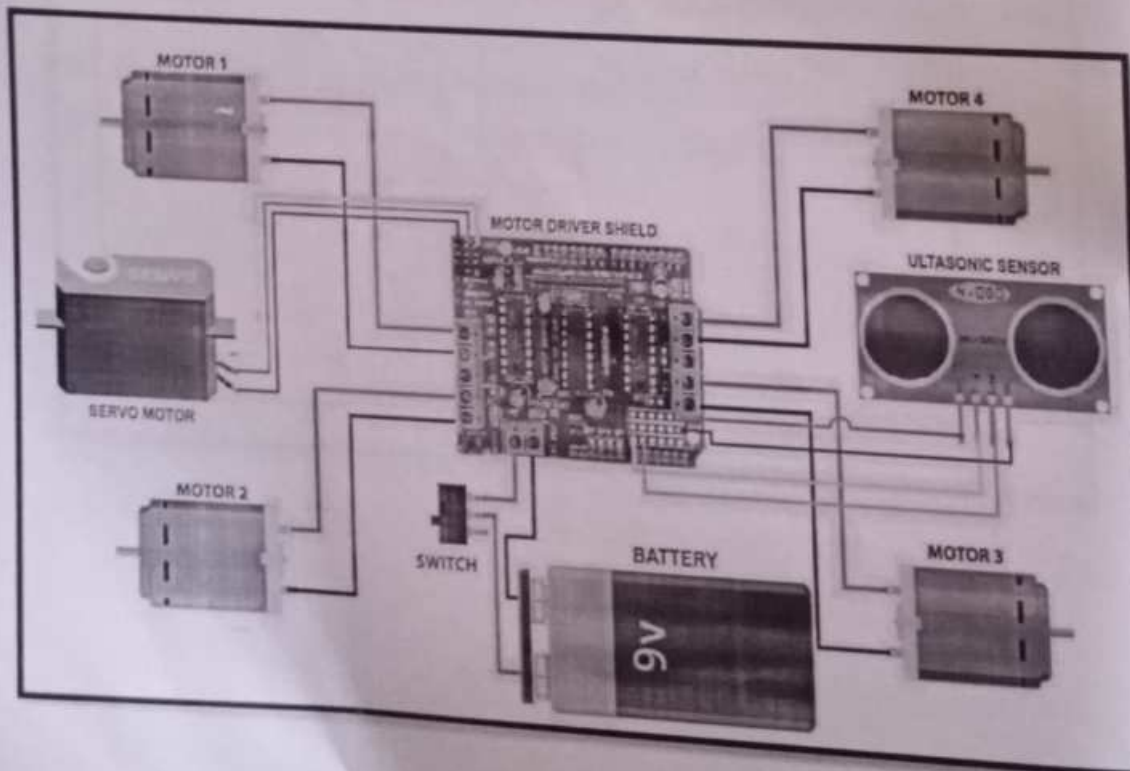 MOTOR 1
MOTOR 4
MOTOR DRIVER SHIELD
ULTASONIC SENSOR
SERVO MOTOR
MOTOR 2
SWITCH
BATTERY
9v
MOTOR 3